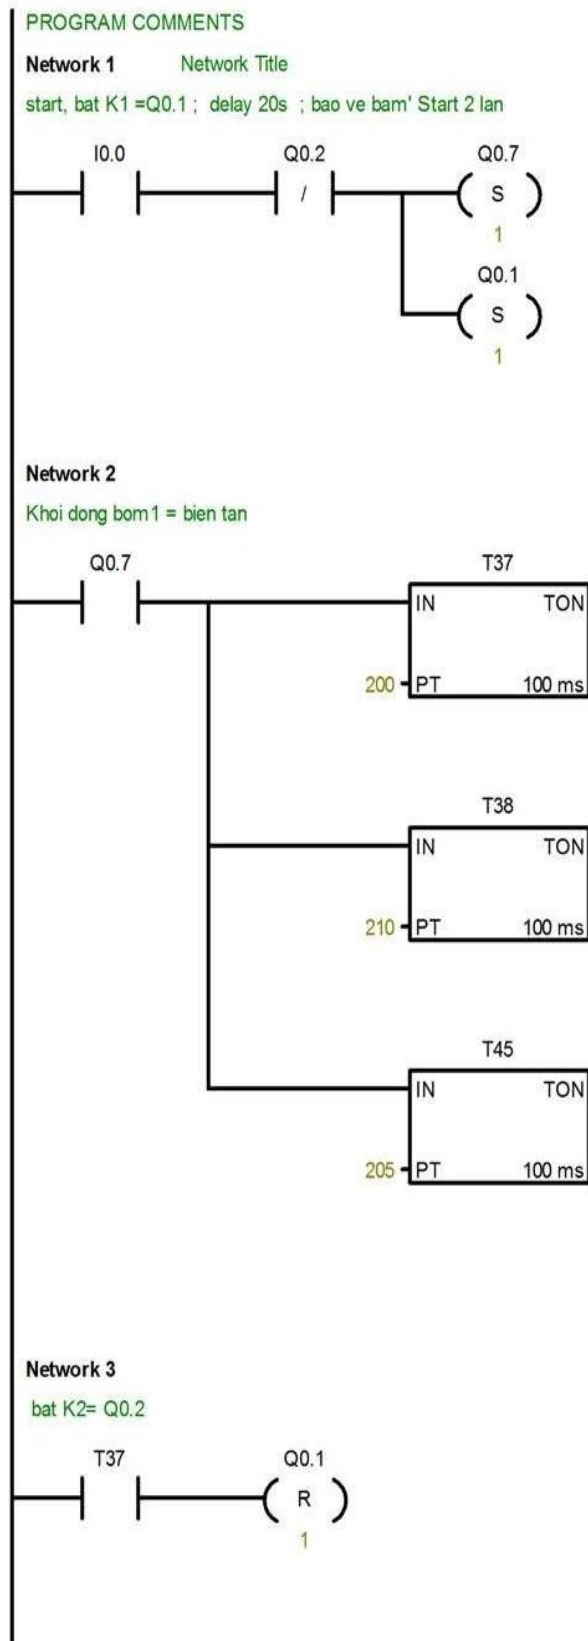 PROGRAM COMMENTS
Network 1 Network Title
start, bat K1 =Q0.1 ; delay 20s ; bao ve bam' Start 2 lan
I0.0 Q0.2 Q0.7
/ S
1
Q0.1
S
1
Network 2
Khoi dong bom1 = bien tan
Q0.7 T37
IN TON
200 PT 100 ms
T38
IN TON
210 PT 100 ms
T45
IN TON
205 PT 100 ms
Network 3
bat K2= Q0.2
T37 Q0.1
R
1